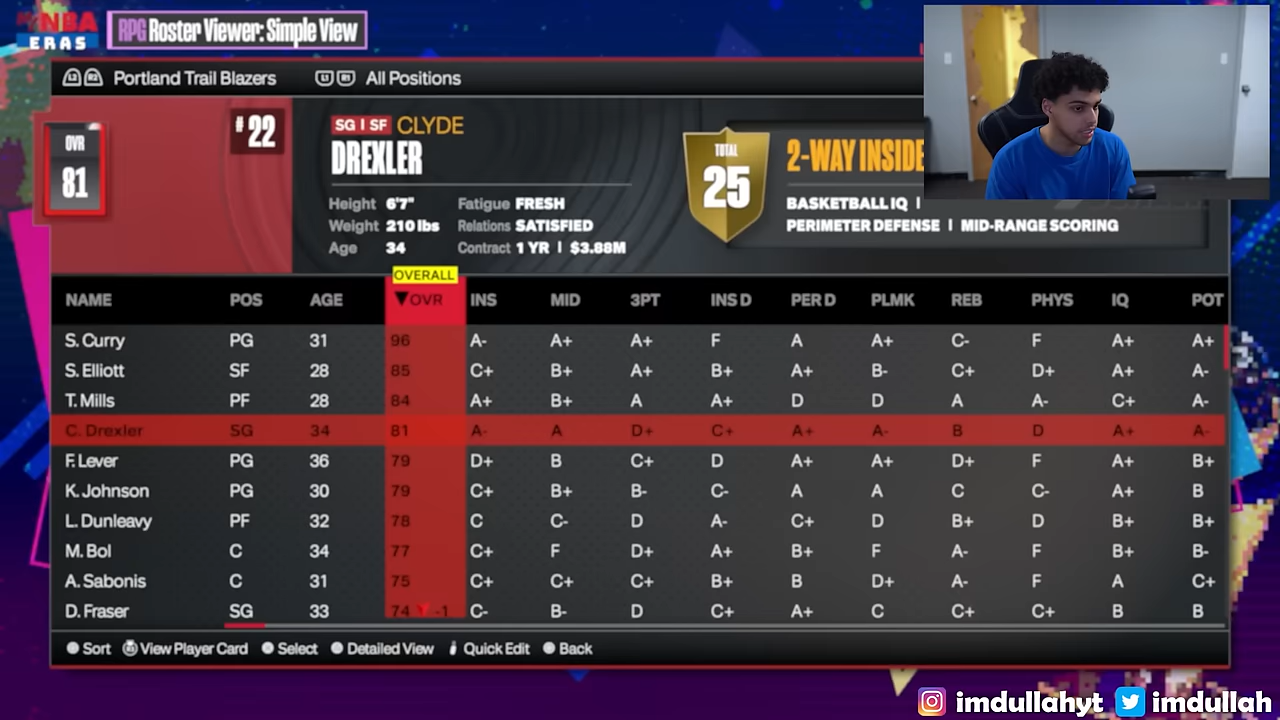 NBA ERAS
RPG Roster Viewer: Simple View
L2 R2 Portland Trail Blazers L1 R1 All Positions
OVR 81
#22
SG | SF CLYDE
DREXLER
Height 6'7" Fatigue FRESH
Weight 210 lbs Relations SATISFIED
Age 34 Contract 1 YR | $3.88M
TOTAL 25
2-WAY INSIDE
BASKETBALL IQ |
PERIMETER DEFENSE | MID-RANGE SCORING
OVERALL
NAME POS AGE ▼OVR INS MID 3PT INS D PER D PLMK REB PHYS IQ POT
S. Curry PG 31 96 A- A+ A+ F A A+ C- F A+ A+
S. Elliott SF 28 85 C+ B+ A+ B+ A+ B- C+ D+ A+ A-
T. Mills PF 28 84 A+ B+ A A+ D D A A- C+ A-
C. Drexler SG 34 81 A- A D+ C+ A+ A- B D A+ A-
F. Lever PG 36 79 D+ B C+ D A+ A+ D+ F A+ B+
K. Johnson PG 30 79 C+ B+ B- C- A A C C- A+ B
L. Dunleavy PF 32 78 C C- D A- C+ D B+ D B+ B+
M. Bol C 34 77 C+ F D+ A+ B+ F A- F B+ B-
A. Sabonis C 31 75 C+ C+ C+ B+ B D+ A- F A C+
D. Fraser SG 33 74 -1 C- B- D C+ A+ C C+ C+ B B
Sort View Player Card Select Detailed View Quick Edit Back
imdullahyt imdullah